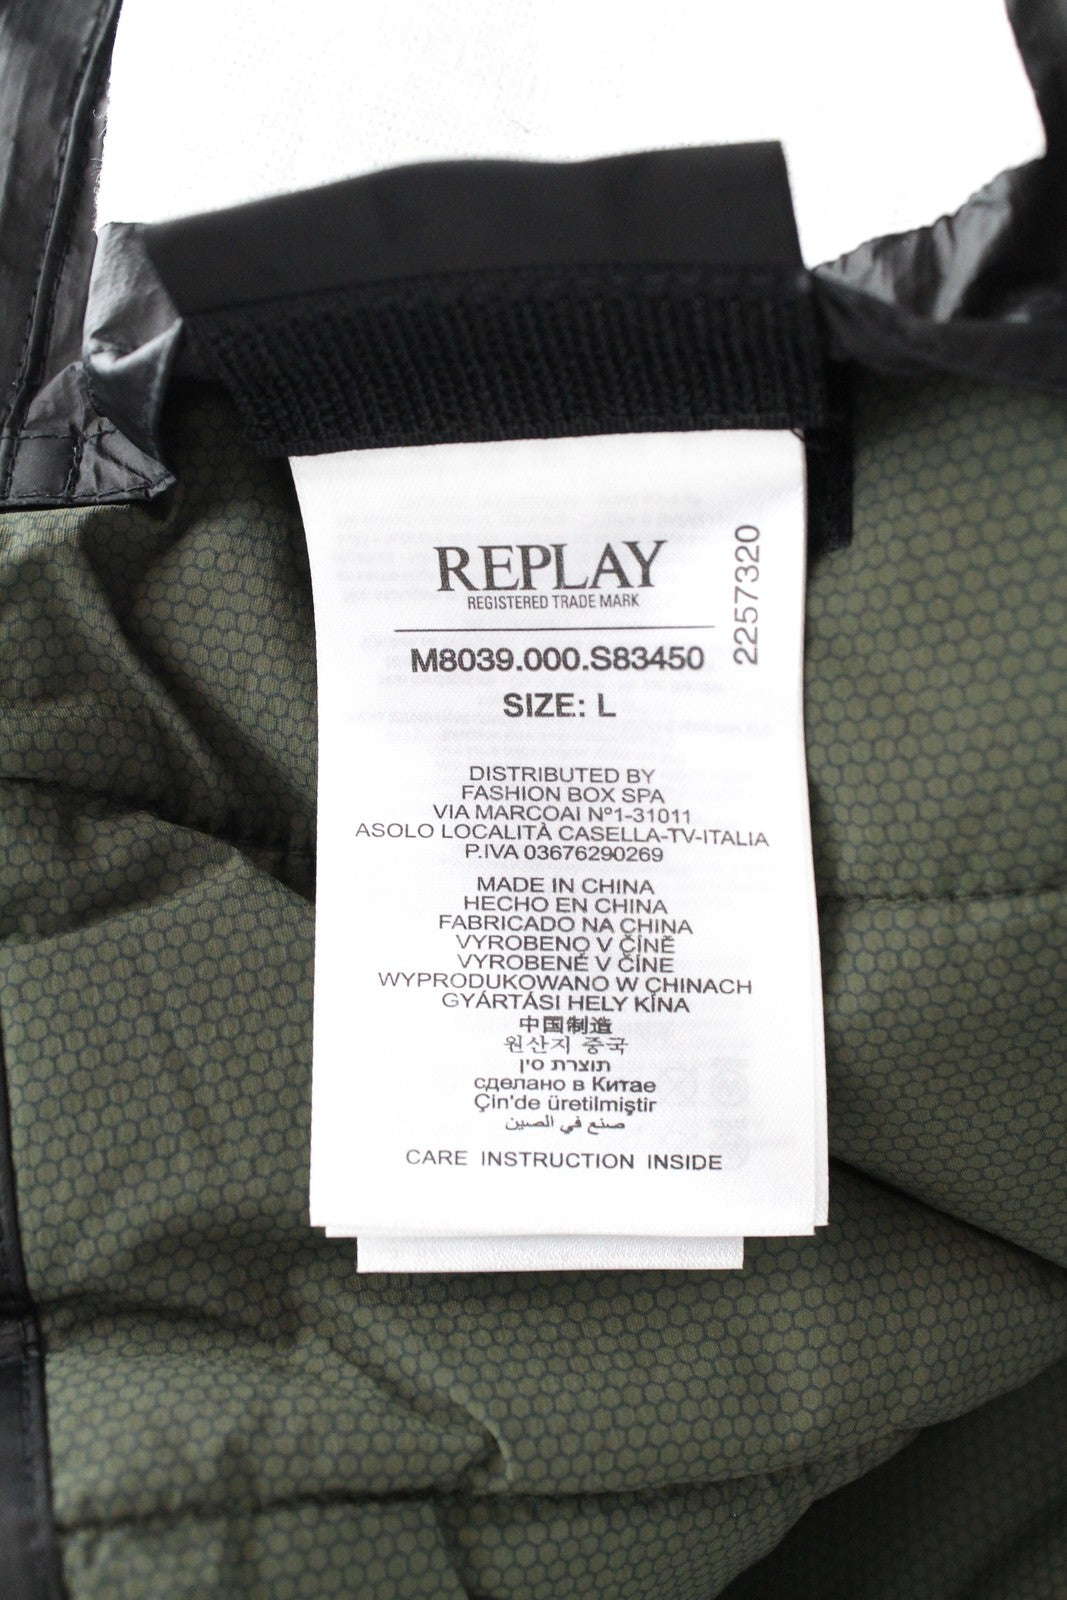 REPLAY
REGISTERED TRADE MARK
2257320
M8039.000.S83450
SIZE: L
DISTRIBUTED BY
FASHION BOX SPA
VIA MARCOAI Nº1-31011
ASOLO LOCALITÀ CASELLA-TV-ITALIA
P.IVA 03676290269
MADE IN CHINA
HECHO EN CHINA
FABRICADO NA CHINA
VYROBENO V ČÍNĚ
VYROBENÉ V ČÍNE
WYPRODUKOWANO W CHINACH
GYÁRTÁSI HELY KÍNA
中国制造
원산지 중국
תוצרת סין
сделано в Китае
Çin'de üretilmiştir
صنع في الصين
CARE INSTRUCTION INSIDE